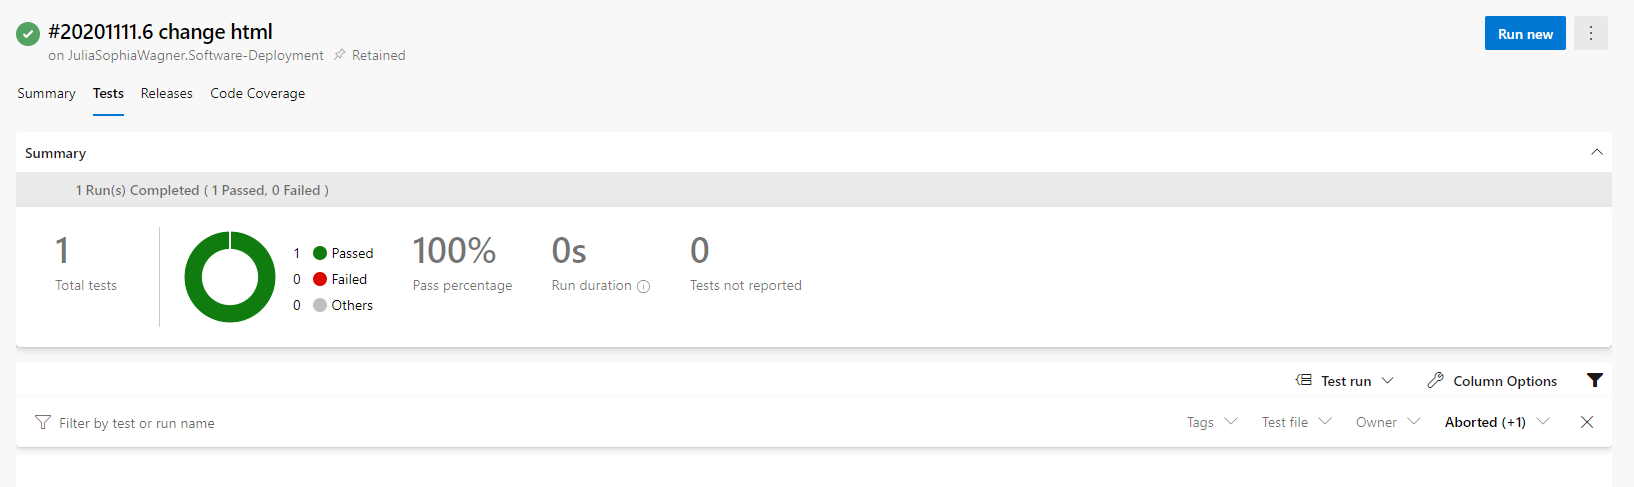 #20201111.6 change html
on JuliaSophiaWagner.Software-Deployment Retained
Run new
Summary Tests Releases Code Coverage
Summary
1 Run(s) Completed ( 1 Passed, 0 Failed )
1
Total tests
1 Passed
0 Failed
0 Others
100%
Pass percentage
0s
Run duration
0
Tests not reported
Test run Column Options
Filter by test or run name Tags Test file Owner Aborted (+1)